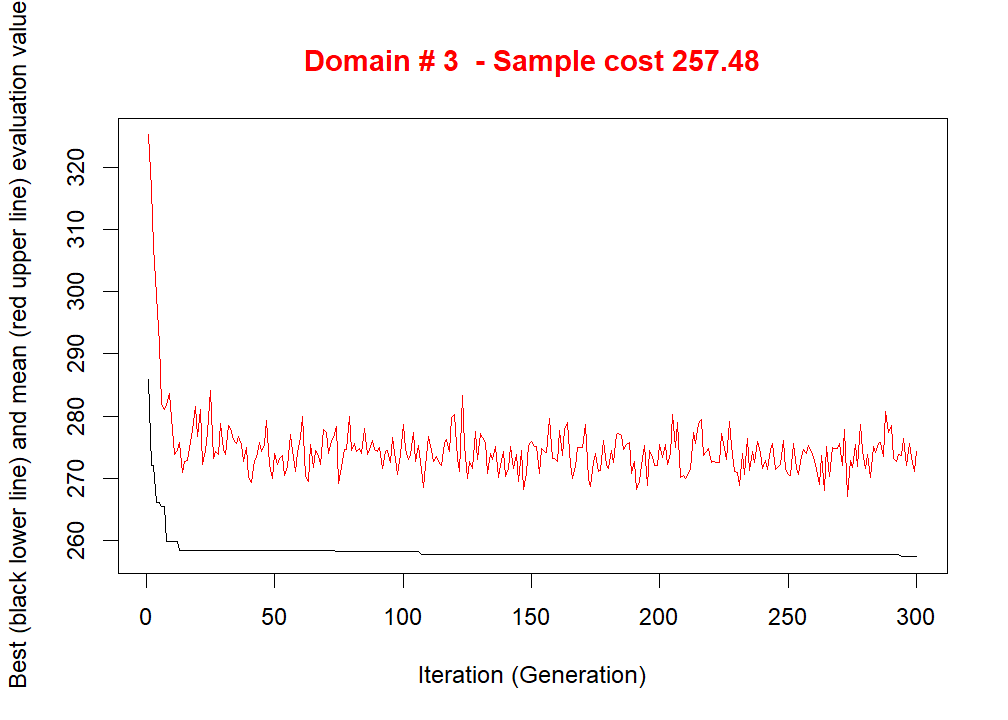 Domain # 3  - Sample cost 257.48
Best (black lower line) and mean (red upper line) evaluation value
320
310
300
290
280
270
260
0 50 100 150 200 250 300
Iteration (Generation)